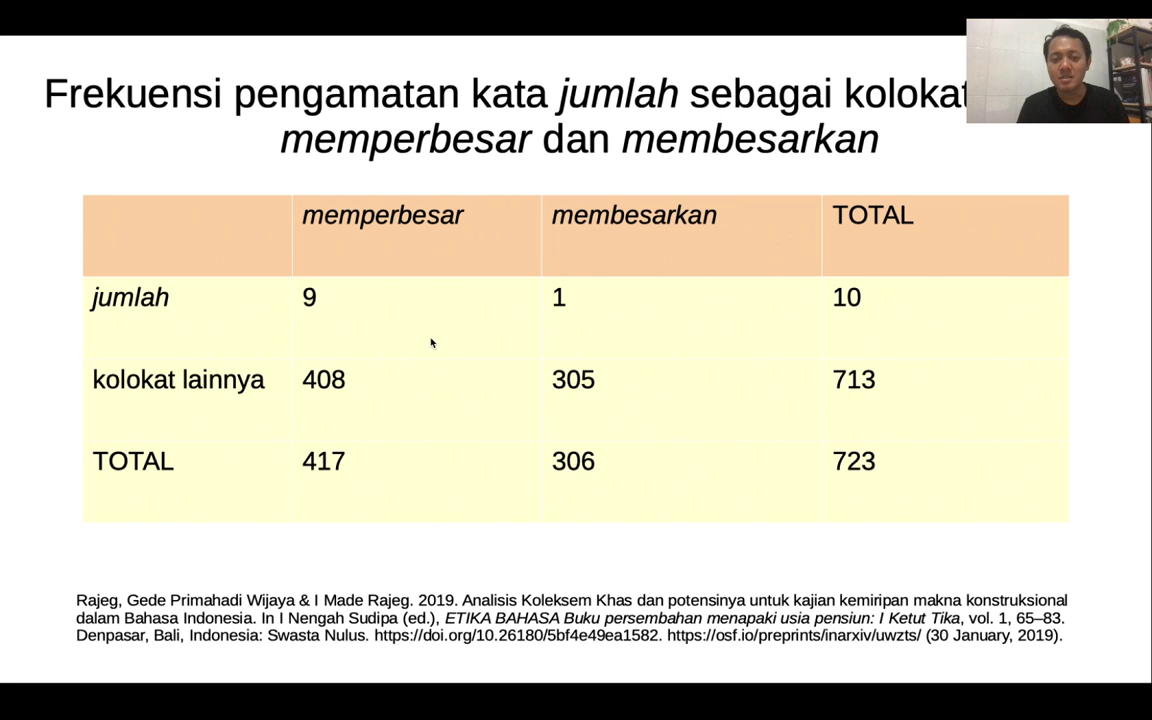 Frekuensi pengamatan kata jumlah sebagai kolokat
memperbesar dan membesarkan
memperbesar membesarkan TOTAL
jumlah 9 1 10
kolokat lainnya 408 305 713
TOTAL 417 306 723
Rajeg, Gede Primahadi Wijaya & I Made Rajeg. 2019. Analisis Koleksem Khas dan potensinya untuk kajian kemiripan makna konstruksional
dalam Bahasa Indonesia. In I Nengah Sudipa (ed.), ETIKA BAHASA Buku persembahan menapaki usia pensiun: I Ketut Tika, vol. 1, 65–83.
Denpasar, Bali, Indonesia: Swasta Nulus. https://doi.org/10.26180/5bf4e49ea1582. https://osf.io/preprints/inarxiv/uwzts/ (30 January, 2019).